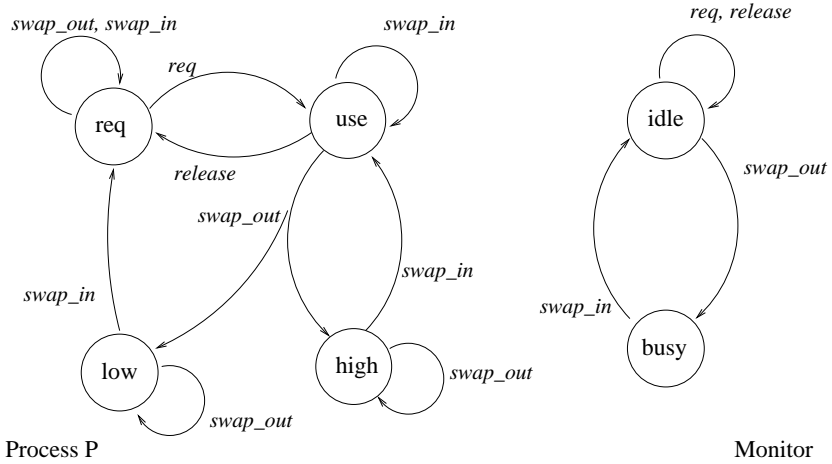 swap_out, swap_in
swap_in
req, release
req
req
use
idle
release
swap_out
swap_out
swap_in
swap_in
swap_in
low
high
busy
swap_out
swap_out
Process P
Monitor